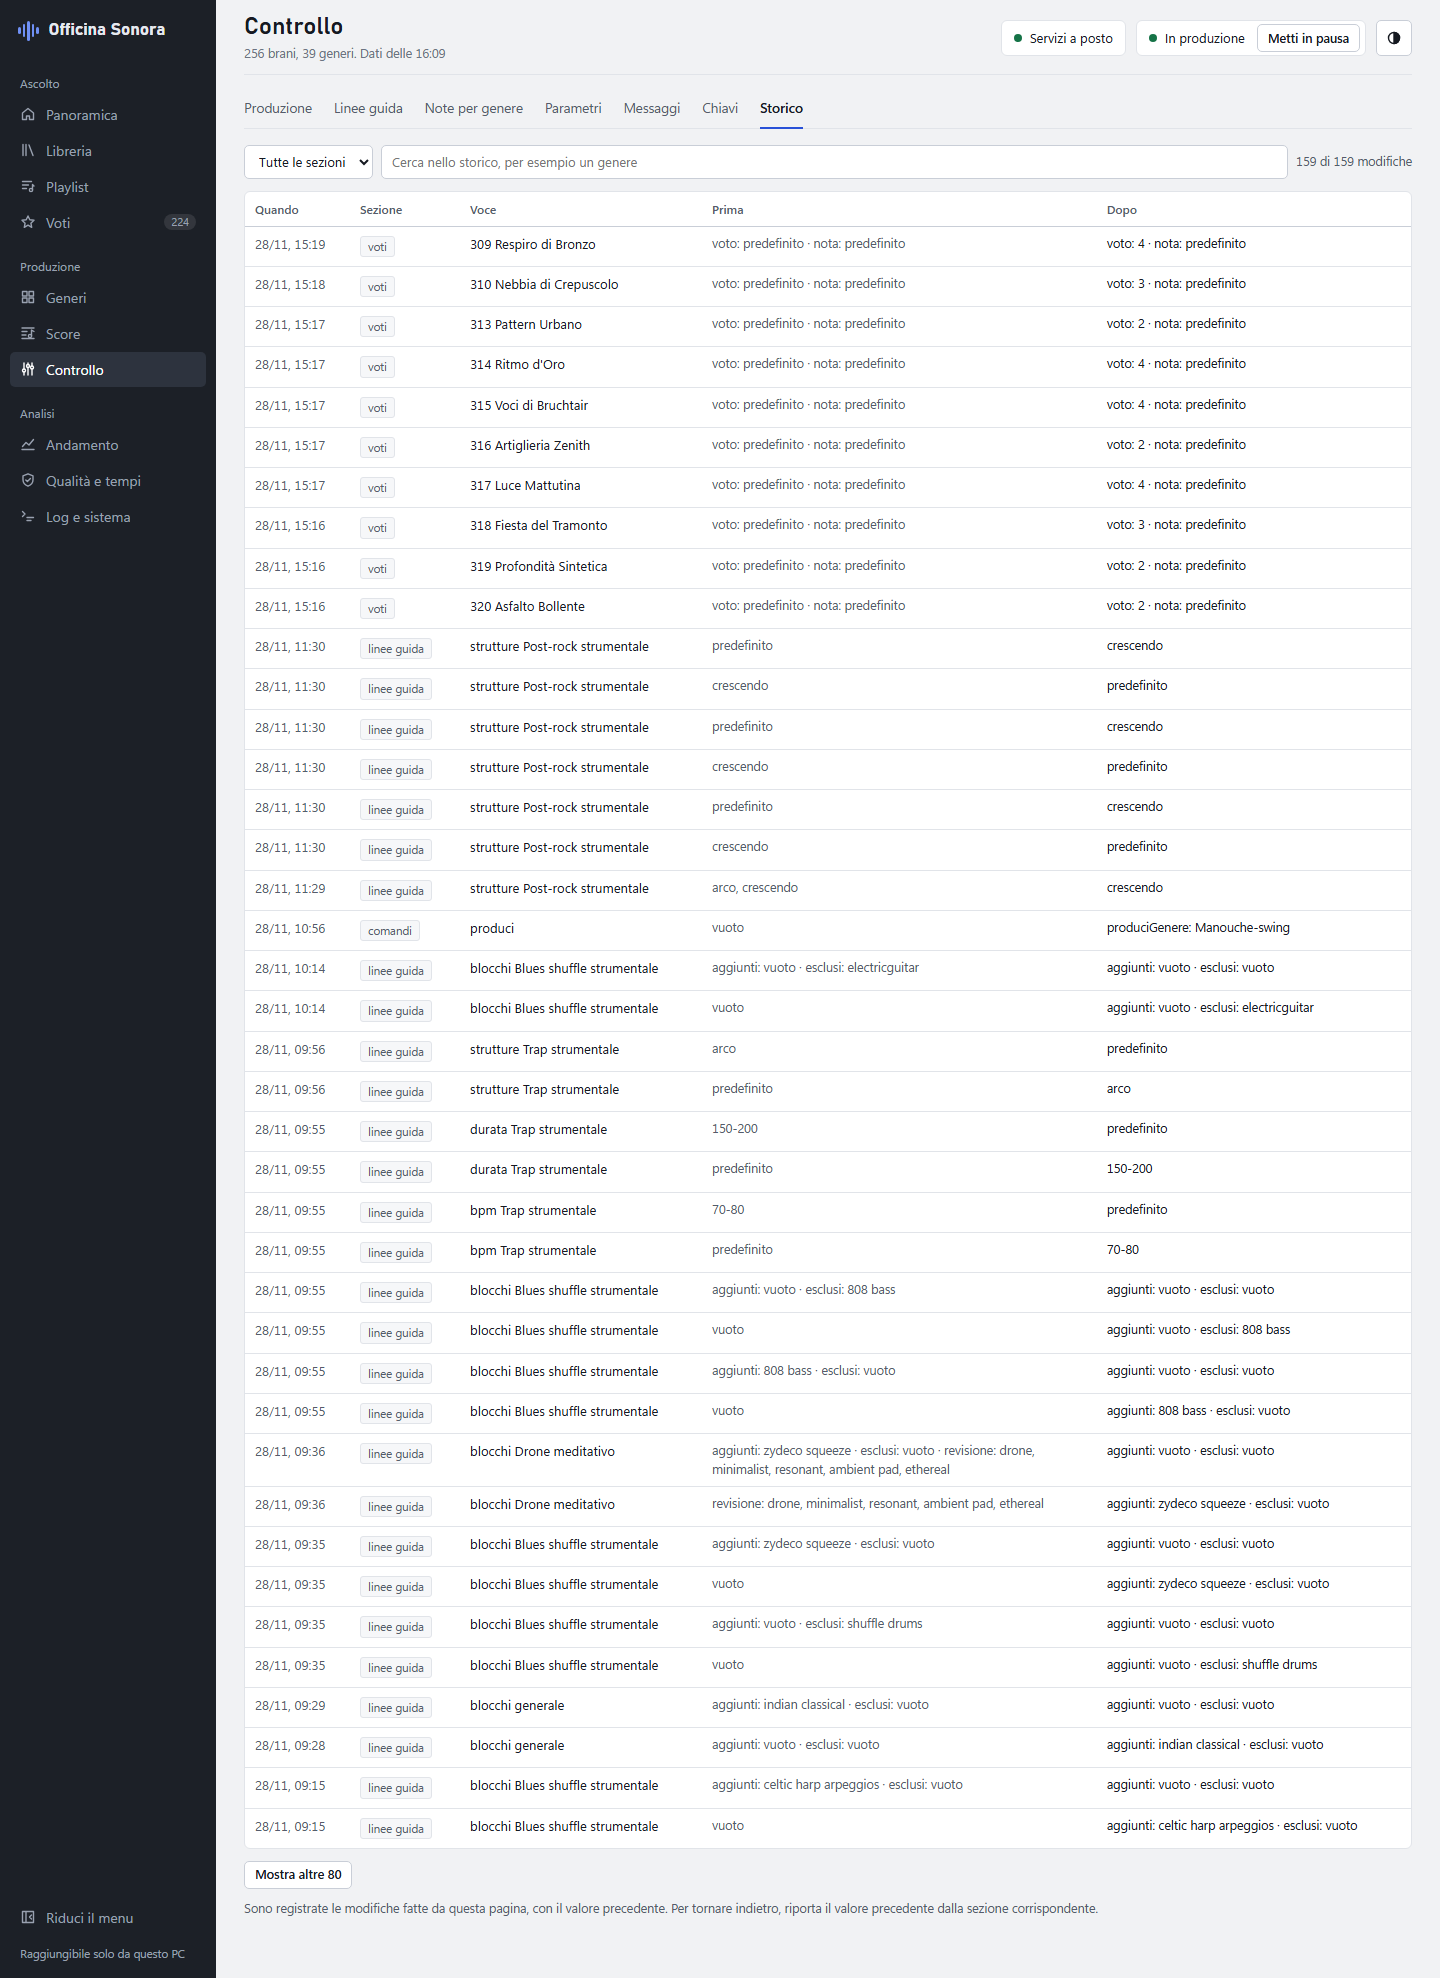 Officina Sonora
Ascolto
Panoramica
Libreria
Playlist
Voti 224
Produzione
Generi
Score
Controllo
Analisi
Andamento
Qualità e tempi
Log e sistema
Riduci il menu
Raggiungibile solo da questo PC
Controllo
256 brani, 39 generi. Dati delle 16:09
Servizi a posto
In produzione Metti in pausa
Produzione Linee guida Note per genere Parametri Messaggi Chiavi Storico
Tutte le sezioni Cerca nello storico, per esempio un genere 159 di 159 modifiche
Quando Sezione Voce Prima Dopo
28/11, 15:19 voti 309 Respiro di Bronzo voto: predefinito · nota: predefinito voto: 4 · nota: predefinito
28/11, 15:18 voti 310 Nebbia di Crepuscolo voto: predefinito · nota: predefinito voto: 3 · nota: predefinito
28/11, 15:17 voti 313 Pattern Urbano voto: predefinito · nota: predefinito voto: 2 · nota: predefinito
28/11, 15:17 voti 314 Ritmo d'Oro voto: predefinito · nota: predefinito voto: 4 · nota: predefinito
28/11, 15:17 voti 315 Voci di Bruchtair voto: predefinito · nota: predefinito voto: 4 · nota: predefinito
28/11, 15:17 voti 316 Artiglieria Zenith voto: predefinito · nota: predefinito voto: 2 · nota: predefinito
28/11, 15:17 voti 317 Luce Mattutina voto: predefinito · nota: predefinito voto: 4 · nota: predefinito
28/11, 15:16 voti 318 Fiesta del Tramonto voto: predefinito · nota: predefinito voto: 3 · nota: predefinito
28/11, 15:16 voti 319 Profondità Sintetica voto: predefinito · nota: predefinito voto: 2 · nota: predefinito
28/11, 15:16 voti 320 Asfalto Bollente voto: predefinito · nota: predefinito voto: 2 · nota: predefinito
28/11, 11:30 linee guida strutture Post-rock strumentale predefinito crescendo
28/11, 11:30 linee guida strutture Post-rock strumentale crescendo predefinito
28/11, 11:30 linee guida strutture Post-rock strumentale predefinito crescendo
28/11, 11:30 linee guida strutture Post-rock strumentale crescendo predefinito
28/11, 11:30 linee guida strutture Post-rock strumentale predefinito crescendo
28/11, 11:30 linee guida strutture Post-rock strumentale crescendo predefinito
28/11, 11:29 linee guida strutture Post-rock strumentale arco, crescendo crescendo
28/11, 10:56 comandi produci vuoto produciGenere: Manouche-swing
28/11, 10:14 linee guida blocchi Blues shuffle strumentale aggiunti: vuoto · esclusi: electricguitar aggiunti: vuoto · esclusi: vuoto
28/11, 10:14 linee guida blocchi Blues shuffle strumentale vuoto aggiunti: vuoto · esclusi: electricguitar
28/11, 09:56 linee guida strutture Trap strumentale arco predefinito
28/11, 09:56 linee guida strutture Trap strumentale predefinito arco
28/11, 09:55 linee guida durata Trap strumentale 150-200 predefinito
28/11, 09:55 linee guida durata Trap strumentale predefinito 150-200
28/11, 09:55 linee guida bpm Trap strumentale 70-80 predefinito
28/11, 09:55 linee guida bpm Trap strumentale predefinito 70-80
28/11, 09:55 linee guida blocchi Blues shuffle strumentale aggiunti: vuoto · esclusi: 808 bass aggiunti: vuoto · esclusi: vuoto
28/11, 09:55 linee guida blocchi Blues shuffle strumentale vuoto aggiunti: vuoto · esclusi: 808 bass
28/11, 09:55 linee guida blocchi Blues shuffle strumentale aggiunti: 808 bass · esclusi: vuoto aggiunti: vuoto · esclusi: vuoto
28/11, 09:55 linee guida blocchi Blues shuffle strumentale vuoto aggiunti: 808 bass · esclusi: vuoto
28/11, 09:36 linee guida blocchi Drone meditativo aggiunti: zydeco squeeze · esclusi: vuoto · revisione: drone, aggiunti: vuoto · esclusi: vuoto
minimalist, resonant, ambient pad, ethereal
28/11, 09:36 linee guida blocchi Drone meditativo revisione: drone, minimalist, resonant, ambient pad, ethereal aggiunti: zydeco squeeze · esclusi: vuoto
28/11, 09:35 linee guida blocchi Blues shuffle strumentale aggiunti: zydeco squeeze · esclusi: vuoto aggiunti: vuoto · esclusi: vuoto
28/11, 09:35 linee guida blocchi Blues shuffle strumentale vuoto aggiunti: zydeco squeeze · esclusi: vuoto
28/11, 09:35 linee guida blocchi Blues shuffle strumentale aggiunti: vuoto · esclusi: shuffle drums aggiunti: vuoto · esclusi: vuoto
28/11, 09:35 linee guida blocchi Blues shuffle strumentale vuoto aggiunti: vuoto · esclusi: shuffle drums
28/11, 09:29 linee guida blocchi generale aggiunti: indian classical · esclusi: vuoto aggiunti: vuoto · esclusi: vuoto
28/11, 09:28 linee guida blocchi generale aggiunti: vuoto · esclusi: vuoto aggiunti: indian classical · esclusi: vuoto
28/11, 09:15 linee guida blocchi Blues shuffle strumentale aggiunti: celtic harp arpeggios · esclusi: vuoto aggiunti: vuoto · esclusi: vuoto
28/11, 09:15 linee guida blocchi Blues shuffle strumentale vuoto aggiunti: celtic harp arpeggios · esclusi: vuoto
Mostra altre 80
Sono registrate le modifiche fatte da questa pagina, con il valore precedente. Per tornare indietro, riporta il valore precedente dalla sezione corrispondente.